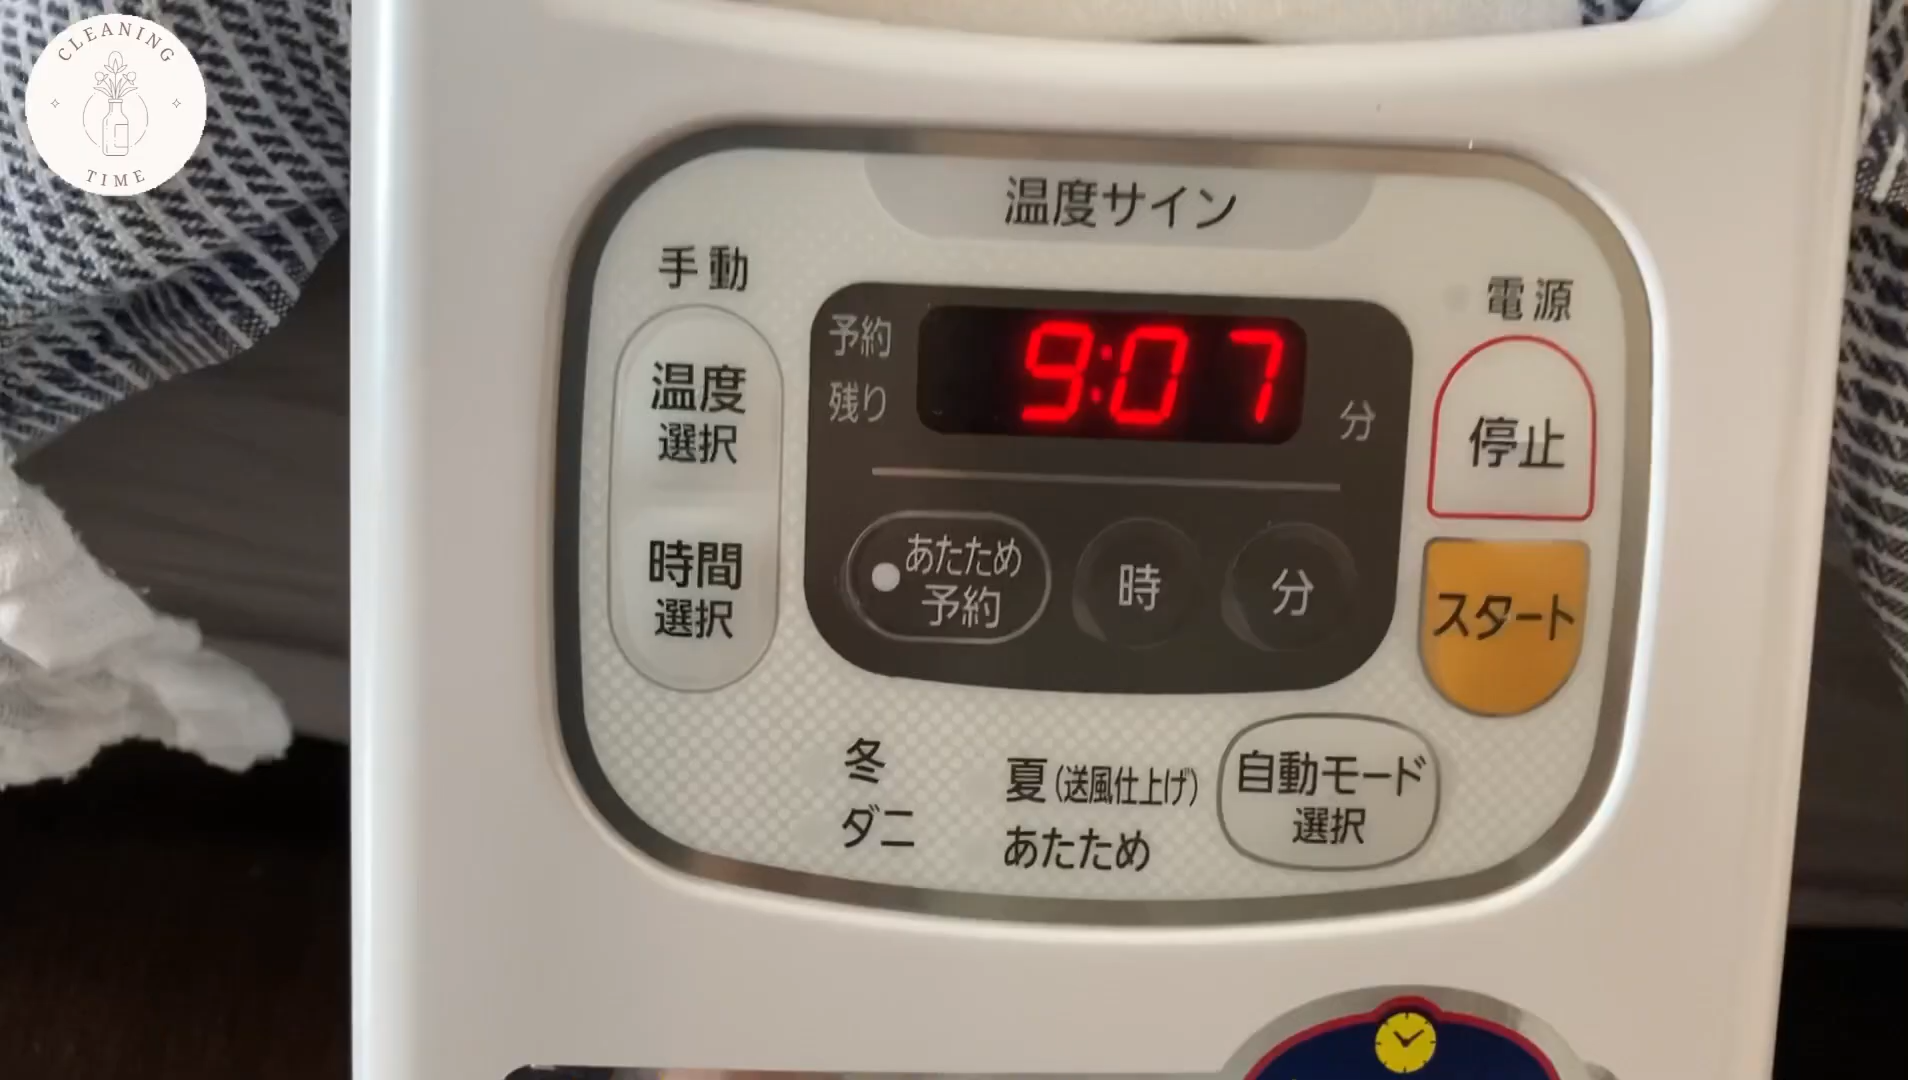 CLEANING
TIME
温度サイン
手動
電源
予約
残り
9:07
分
温度
選択
停止
時間
選択
あたため
予約
時
分
スタート
冬
夏(送風仕上げ)
ダニ
あたため
自動モード
選択